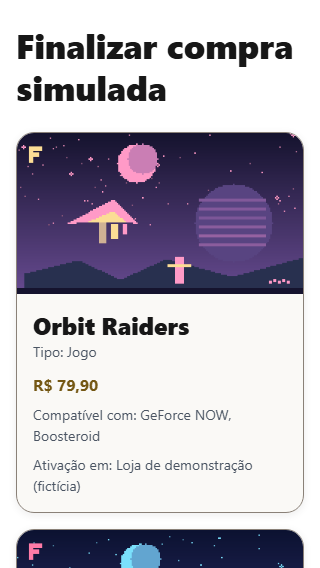 Finalizar compra
simulada
F
Orbit Raiders
Tipo: Jogo
R$ 79,90
Compatível com: GeForce NOW,
Boosteroid
Ativação em: Loja de demonstração
(fictícia)
F